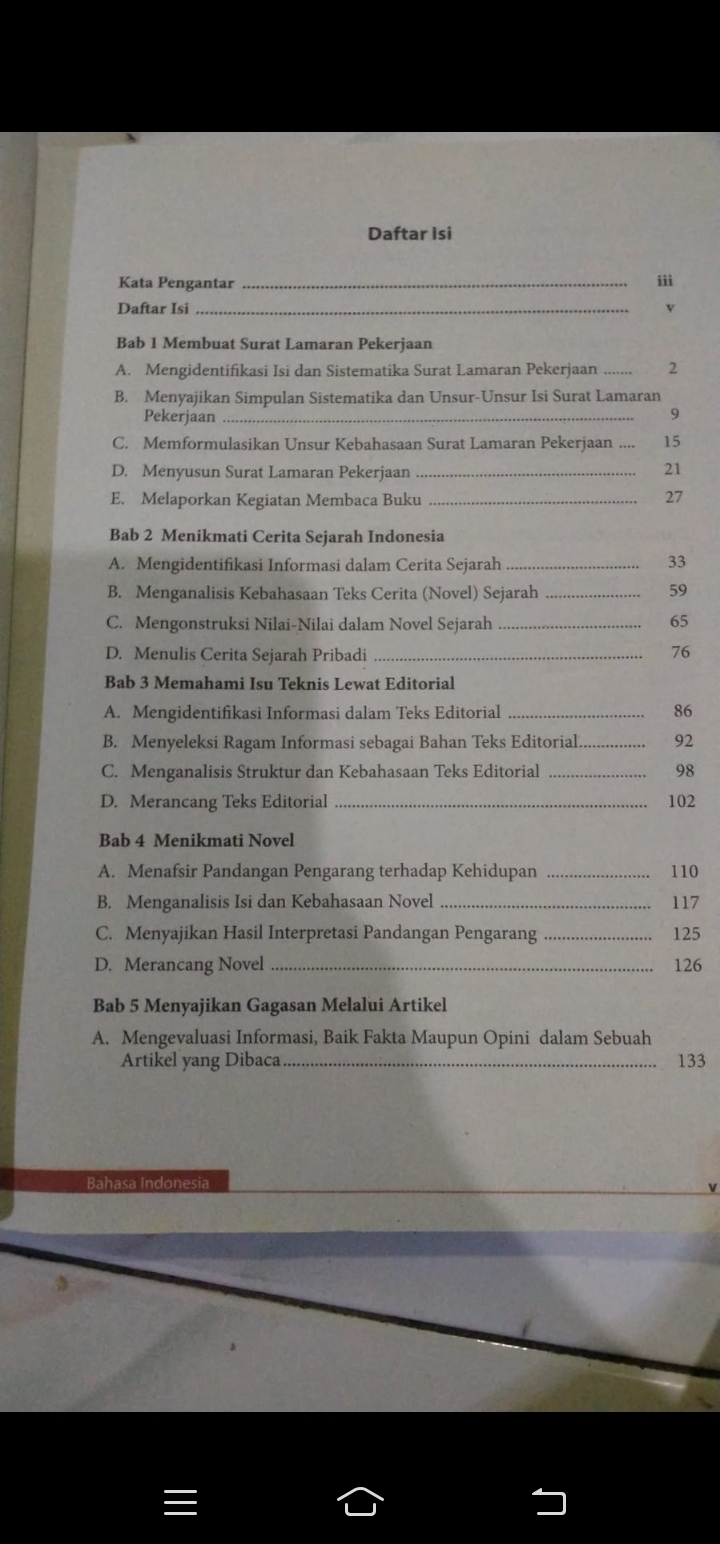 Daftar Isi
Kata Pengantar ........................................ iii
Daftar Isi ........................................ v
Bab 1 Membuat Surat Lamaran Pekerjaan
A. Mengidentifikasi Isi dan Sistematika Surat Lamaran Pekerjaan ....... 2
B. Menyajikan Simpulan Sistematika dan Unsur-Unsur Isi Surat Lamaran
Pekerjaan ........................................ 9
C. Memformulasikan Unsur Kebahasaan Surat Lamaran Pekerjaan .... 15
D. Menyusun Surat Lamaran Pekerjaan ........................................ 21
E. Melaporkan Kegiatan Membaca Buku ........................................ 27
Bab 2 Menikmati Cerita Sejarah Indonesia
A. Mengidentifikasi Informasi dalam Cerita Sejarah .............................. 33
B. Menganalisis Kebahasaan Teks Cerita (Novel) Sejarah ..................... 59
C. Mengonstruksi Nilai-Nilai dalam Novel Sejarah ................................ 65
D. Menulis Cerita Sejarah Pribadi ........................................ 76
Bab 3 Memahami Isu Teknis Lewat Editorial
A. Mengidentifikasi Informasi dalam Teks Editorial .............................. 86
B. Menyeleksi Ragam Informasi sebagai Bahan Teks Editorial............... 92
C. Menganalisis Struktur dan Kebahasaan Teks Editorial ..................... 98
D. Merancang Teks Editorial ........................................ 102
Bab 4 Menikmati Novel
A. Menafsir Pandangan Pengarang terhadap Kehidupan ...................... 110
B. Menganalisis Isi dan Kebahasaan Novel ........................................ 117
C. Menyajikan Hasil Interpretasi Pandangan Pengarang ....................... 125
D. Merancang Novel ........................................ 126
Bab 5 Menyajikan Gagasan Melalui Artikel
A. Mengevaluasi Informasi, Baik Fakta Maupun Opini dalam Sebuah
Artikel yang Dibaca........................................ 133
Bahasa Indonesia v